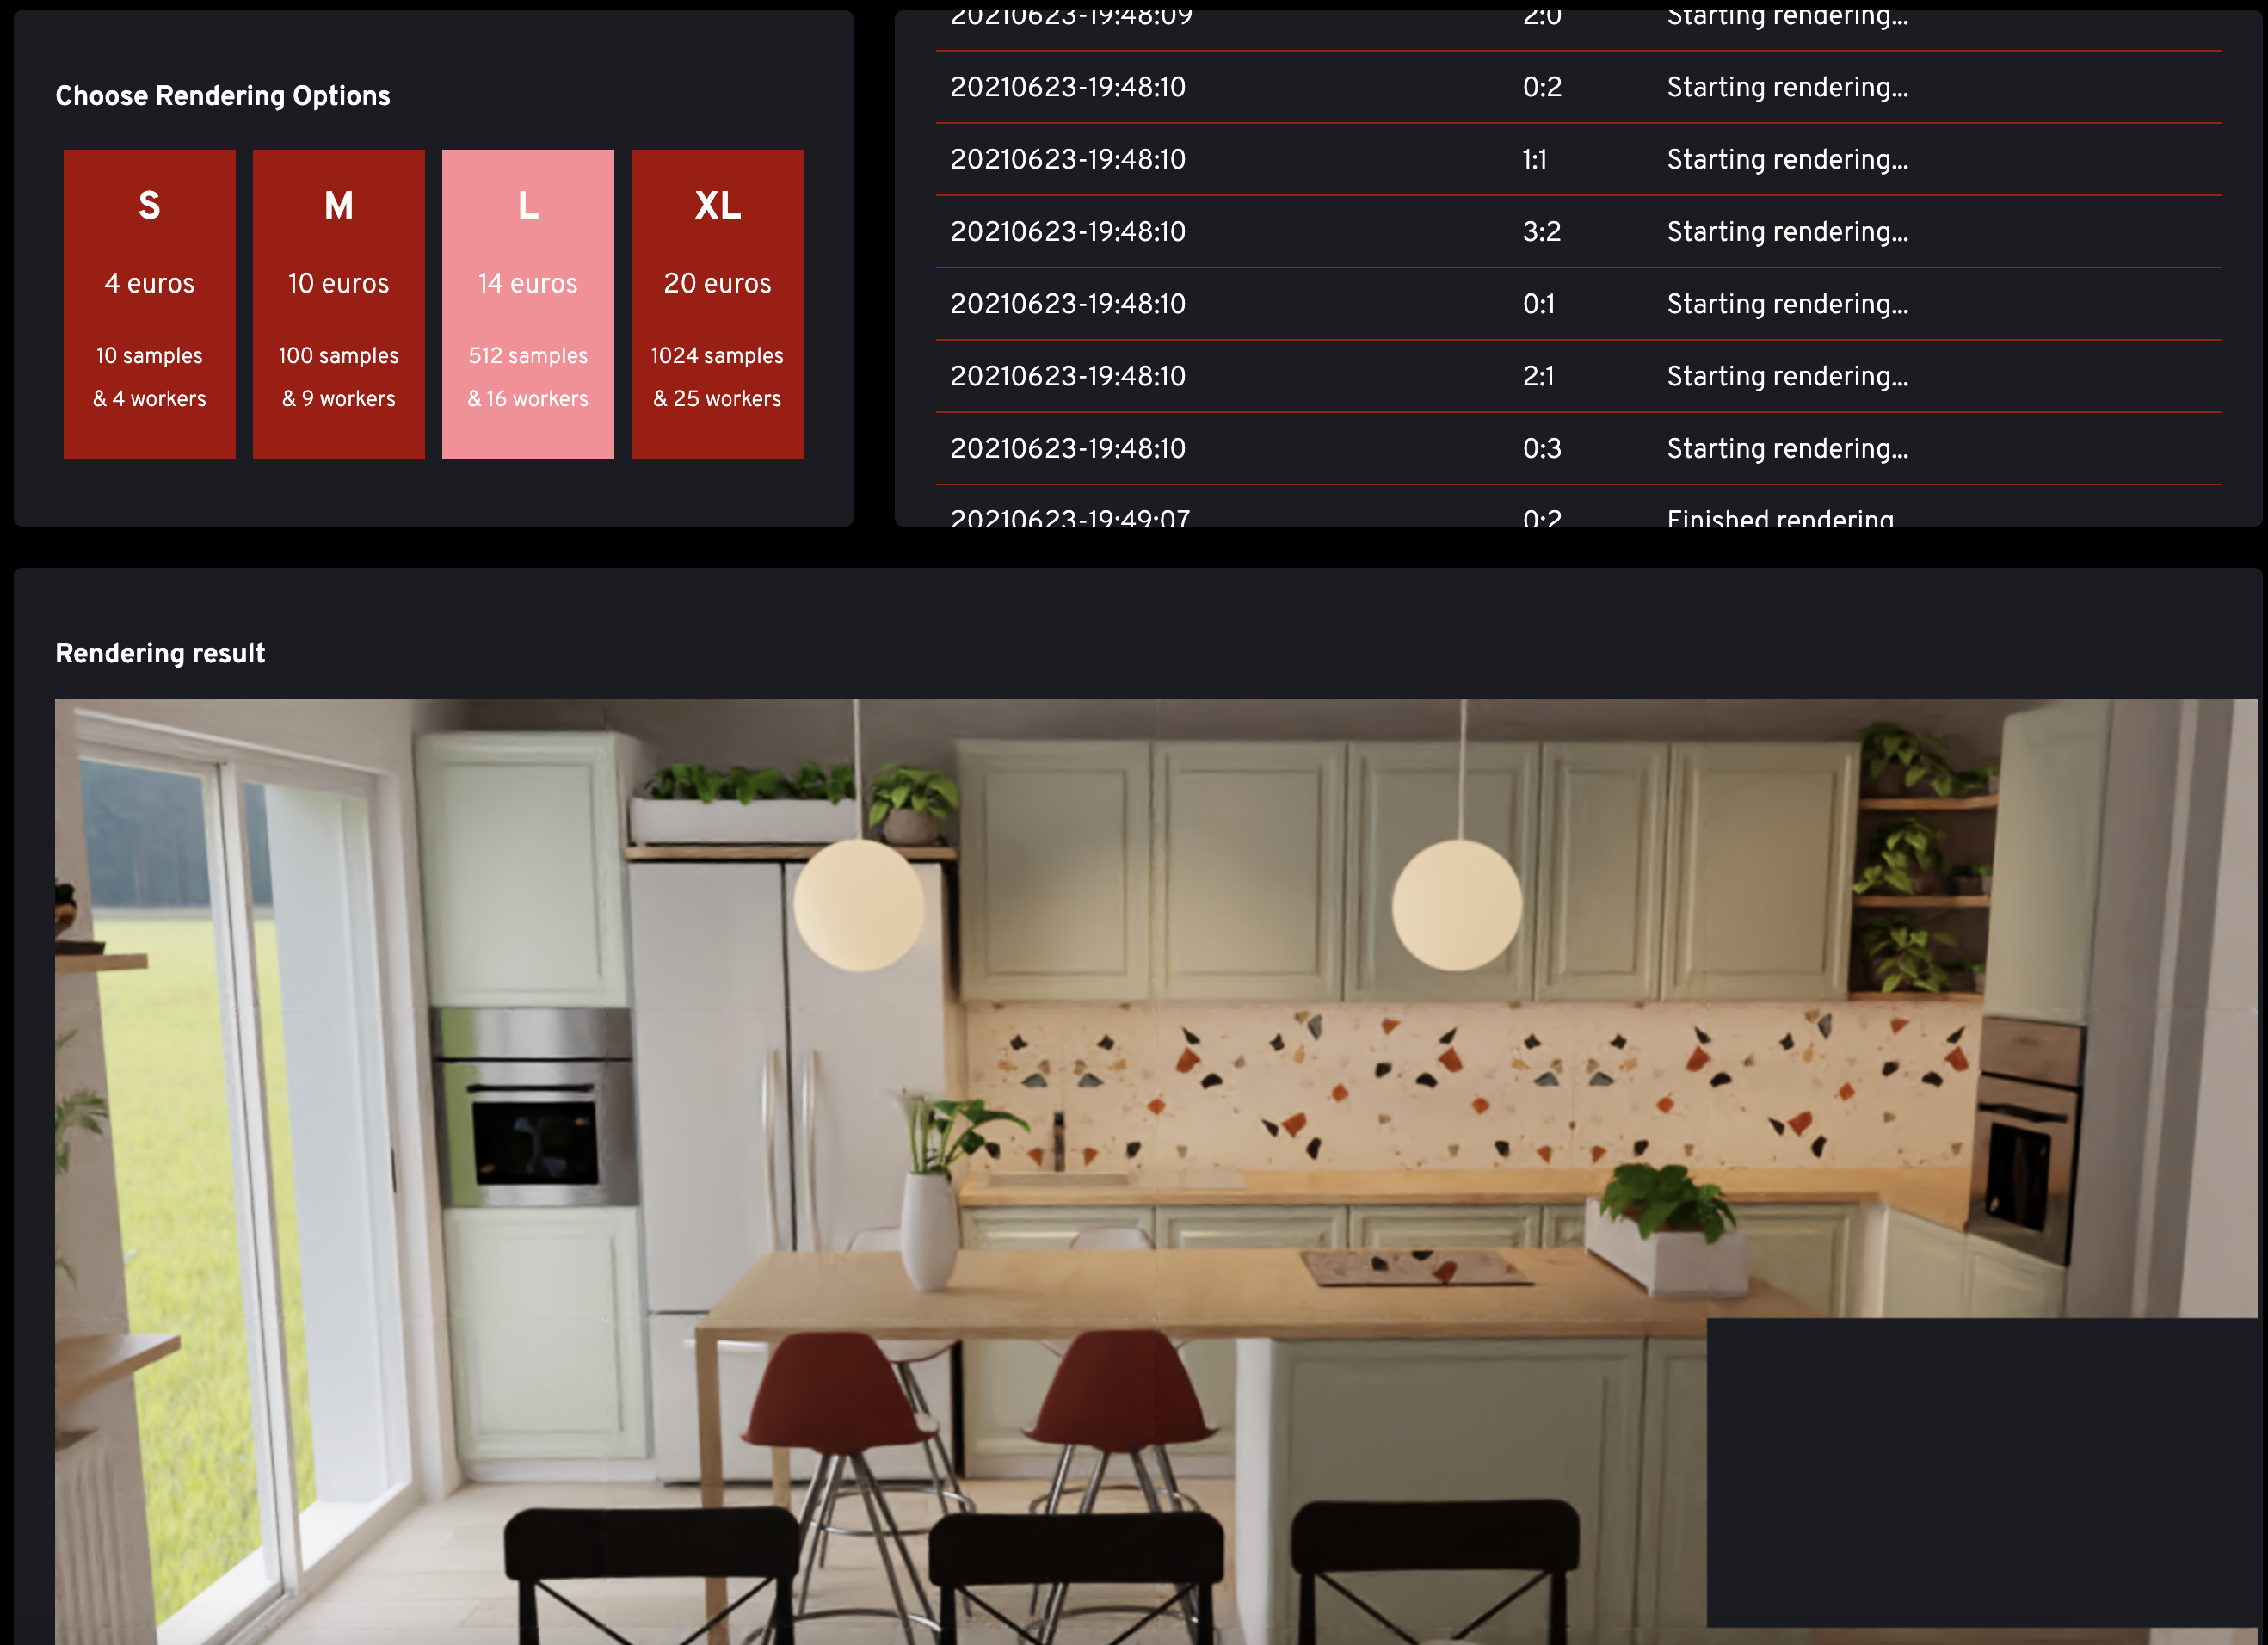 Choose Rendering Options
S
4 euros
10 samples
& 4 workers
M
10 euros
100 samples
& 9 workers
L
14 euros
512 samples
& 16 workers
XL
20 euros
1024 samples
& 25 workers
20210623-19:48:09 2:0 Starting rendering...
20210623-19:48:10 0:2 Starting rendering...
20210623-19:48:10 1:1 Starting rendering...
20210623-19:48:10 3:2 Starting rendering...
20210623-19:48:10 0:1 Starting rendering...
20210623-19:48:10 2:1 Starting rendering...
20210623-19:48:10 0:3 Starting rendering...
20210623-19:49:07 0:2 Finished rendering
Rendering result